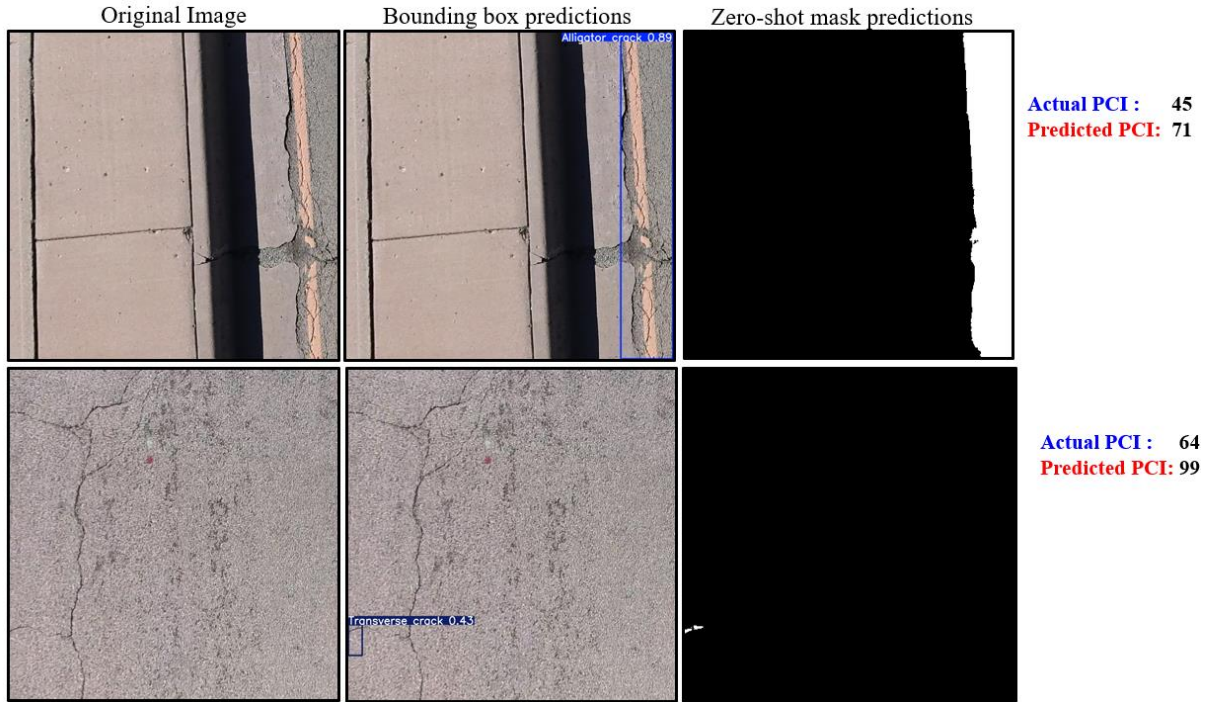 Original Image
Bounding box predictions
Zero-shot mask predictions
Alligator crack 0.89
Actual PCI : 45
Predicted PCI: 71
Transverse crack 0.43
Actual PCI : 64
Predicted PCI: 99